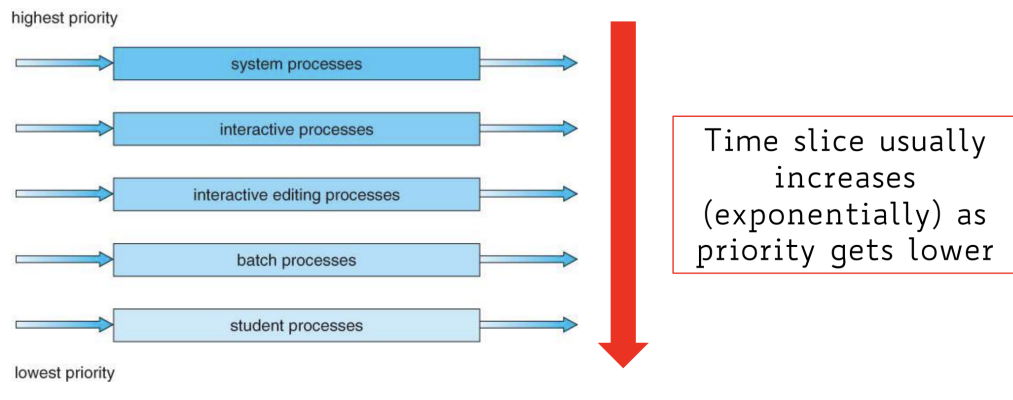 highest priority
system processes
interactive processes
interactive editing processes
batch processes
student processes
lowest priority
Time slice usually
increases
(exponentially) as
priority gets lower